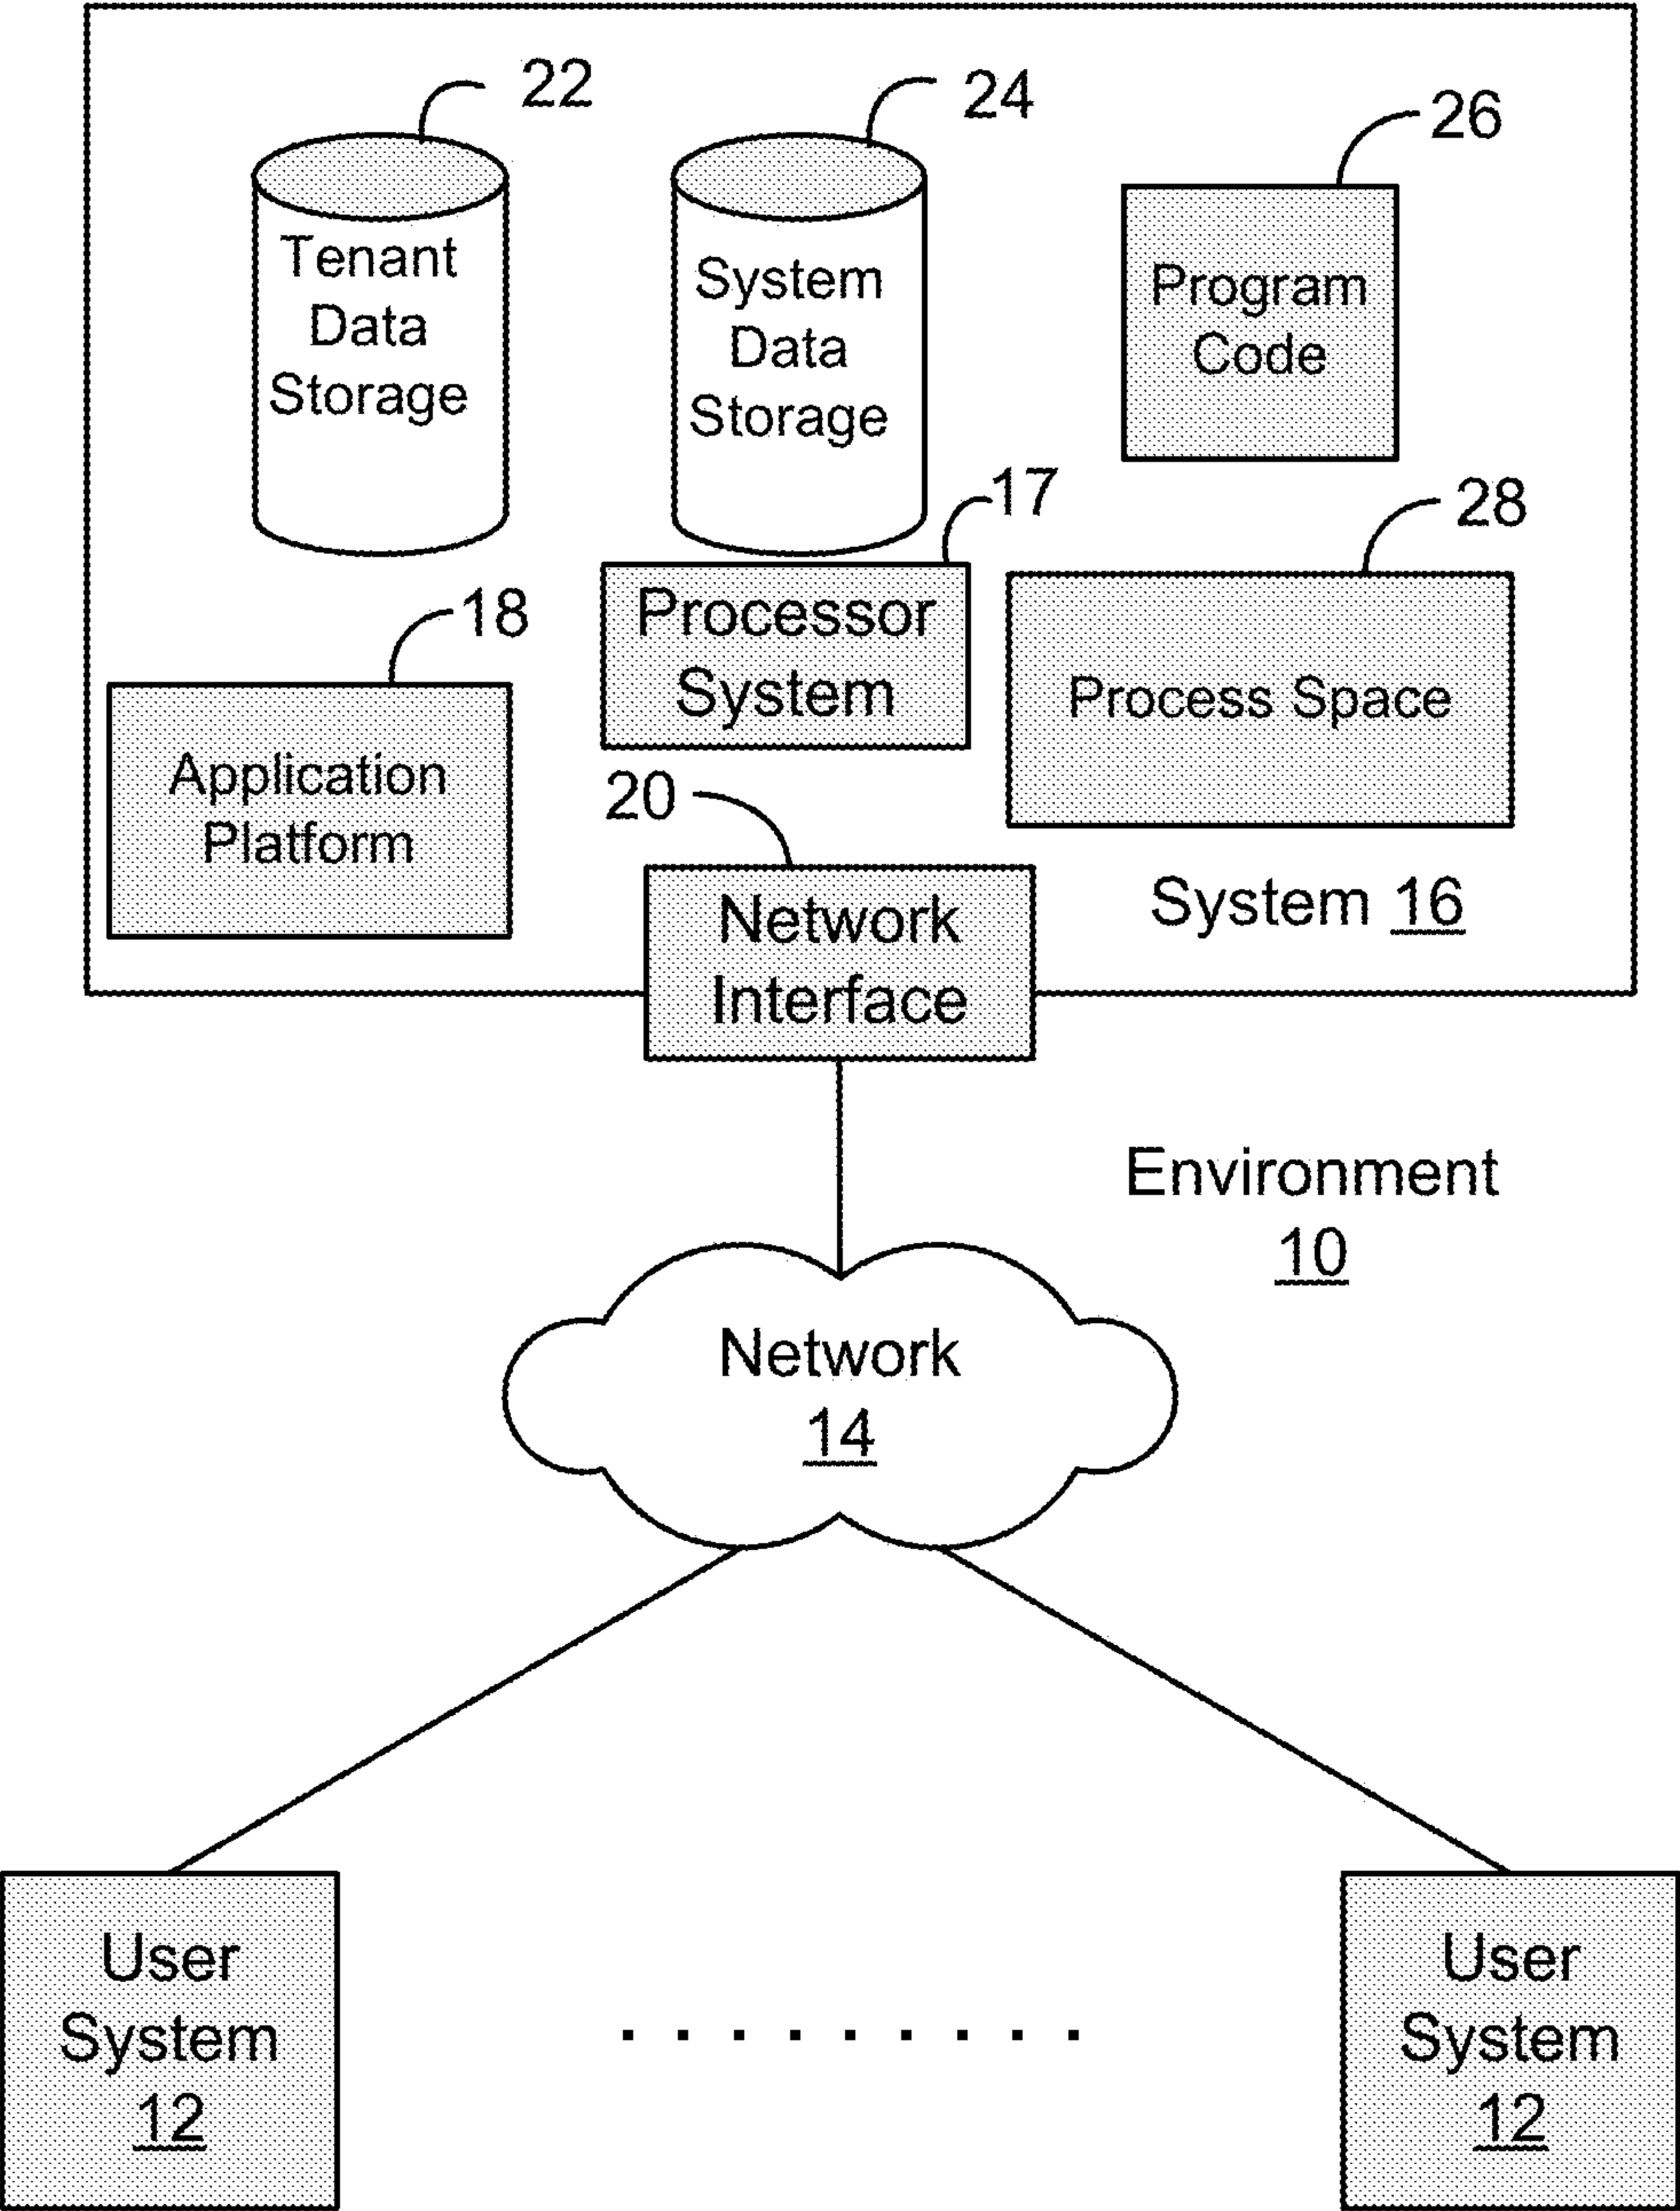 22
24
26
Tenant
Data
Storage
System
Data
Storage
Program
Code
17
28
18
Processor
System
Process Space
Application
Platform
20
System 16
Network
Interface
Environment
10
Network
14
User
System
12
User
System
12